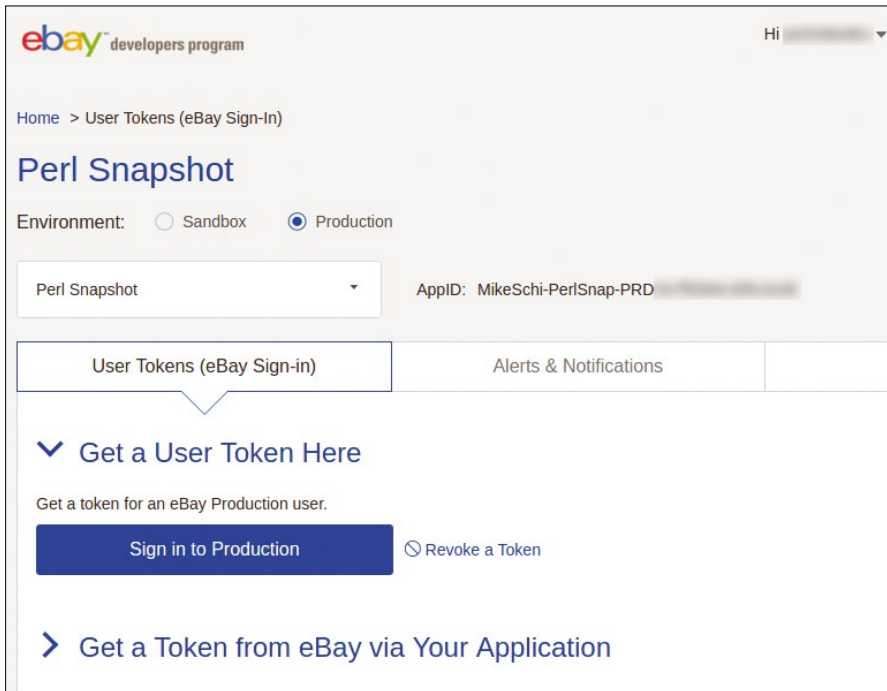 ebay™ developers program
Hi
Home > User Tokens (eBay Sign-In)
Perl Snapshot
Environment: Sandbox Production
Perl Snapshot AppID: MikeSchi-PerlSnap-PRD
User Tokens (eBay Sign-in) Alerts & Notifications
Get a User Token Here
Get a token for an eBay Production user.
Sign in to Production Revoke a Token
Get a Token from eBay via Your Application